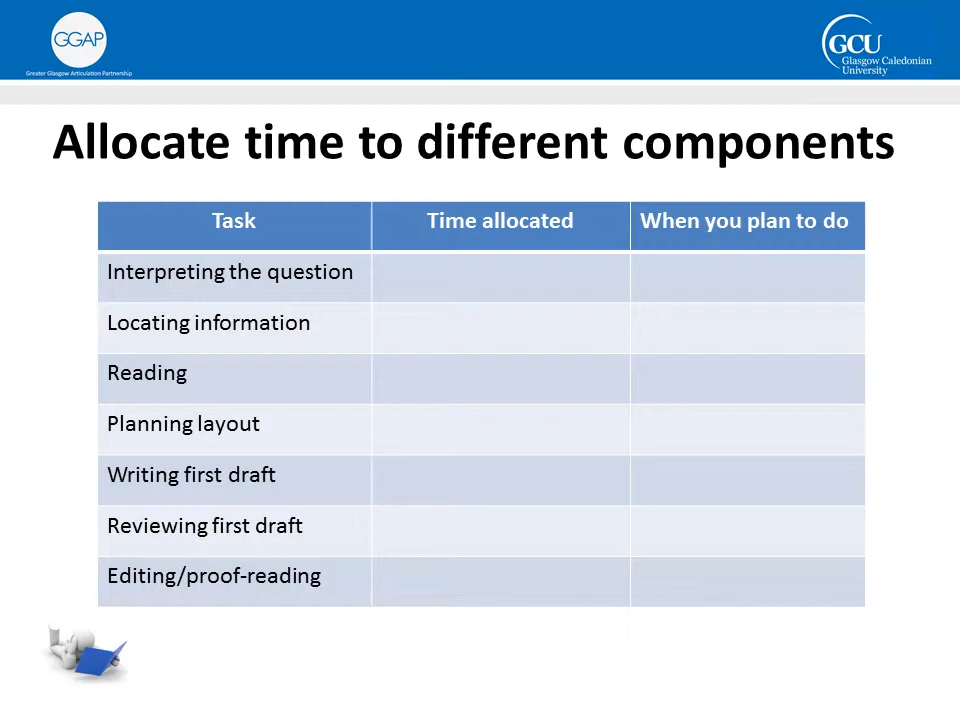 GGAP
Greater Glasgow Articulation Partnership
GCU
Glasgow Caledonian
University
Allocate time to different components
Task Time allocated When you plan to do
Interpreting the question
Locating information
Reading
Planning layout
Writing first draft
Reviewing first draft
Editing/proof-reading